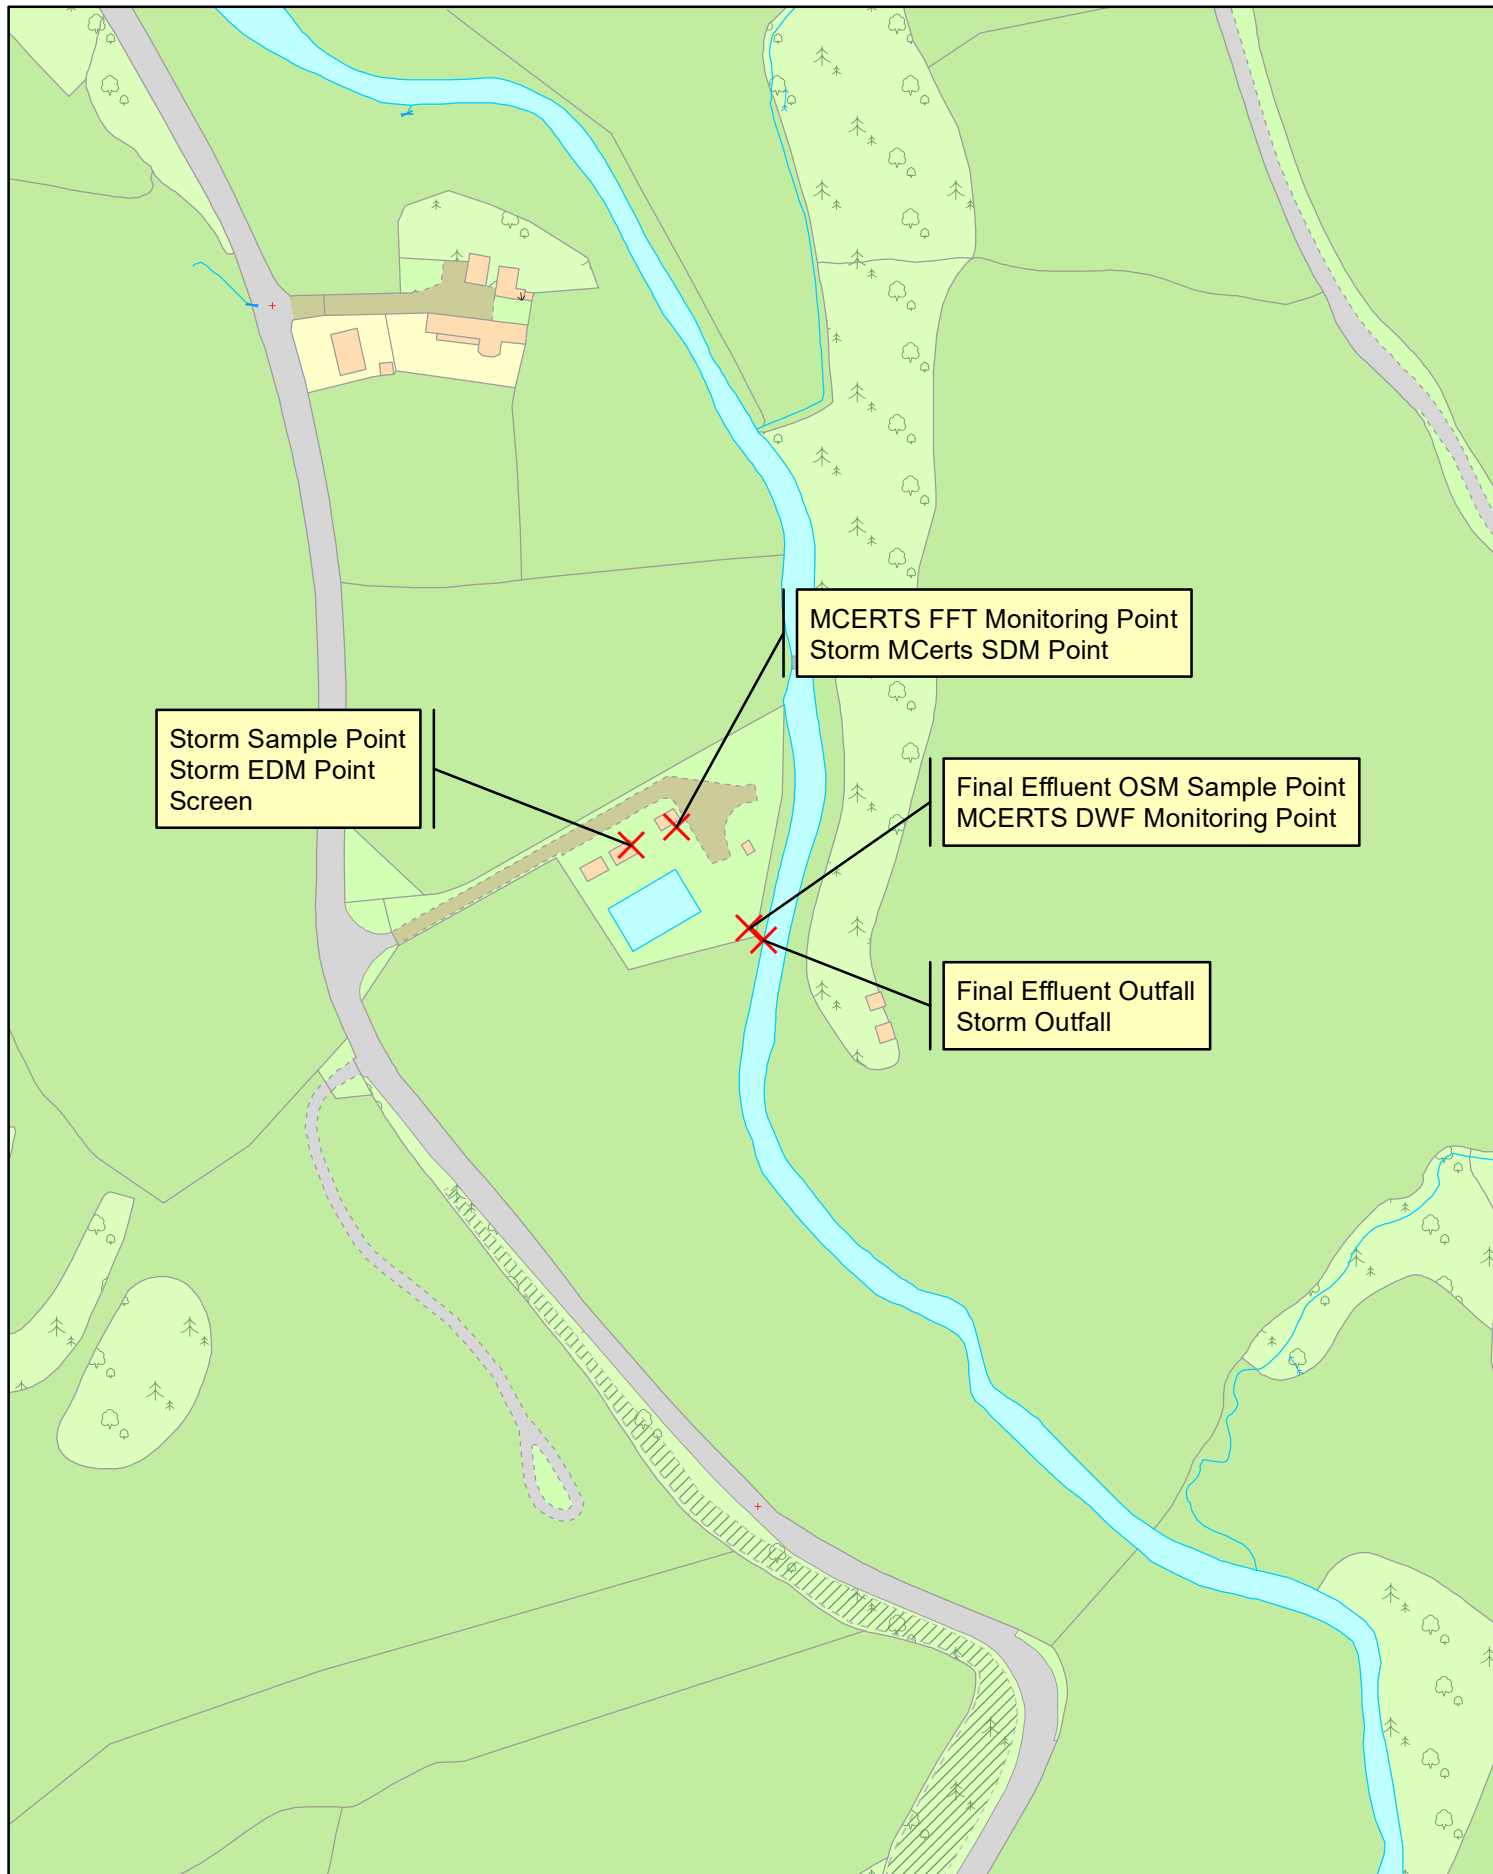 MCERTS FFT Monitoring Point
Storm MCerts SDM Point
Storm Sample Point
Storm EDM Point
Screen
Final Effluent OSM Sample Point
MCERTS DWF Monitoring Point
Final Effluent Outfall
Storm Outfall